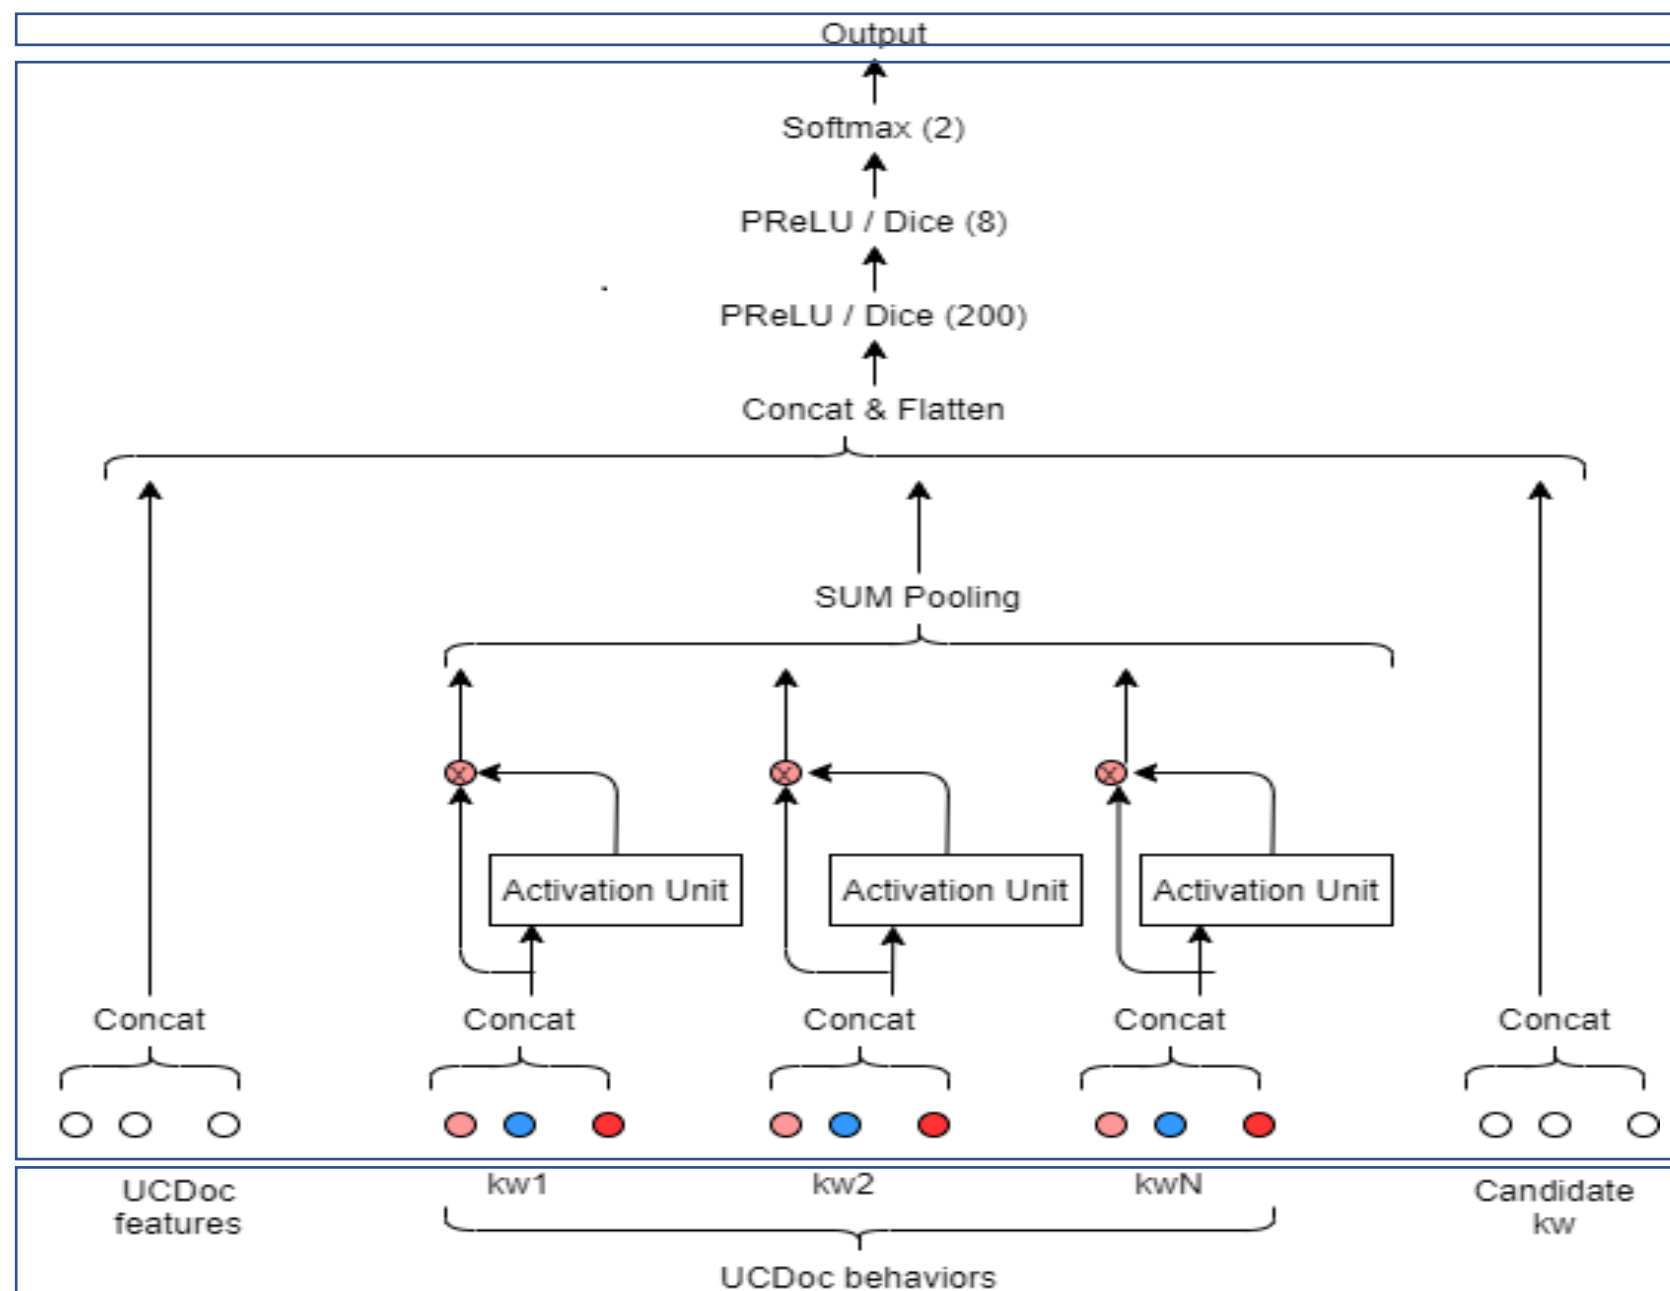 Output
Softmax (2)
PReLU / Dice (8)
PReLU / Dice (200)
Concat & Flatten
SUM Pooling
Activation Unit
Activation Unit
Activation Unit
Concat
Concat
Concat
Concat
Concat
UCDoc
features
kw1
kw2
kwN
Candidate
kw
UCDoc behaviors